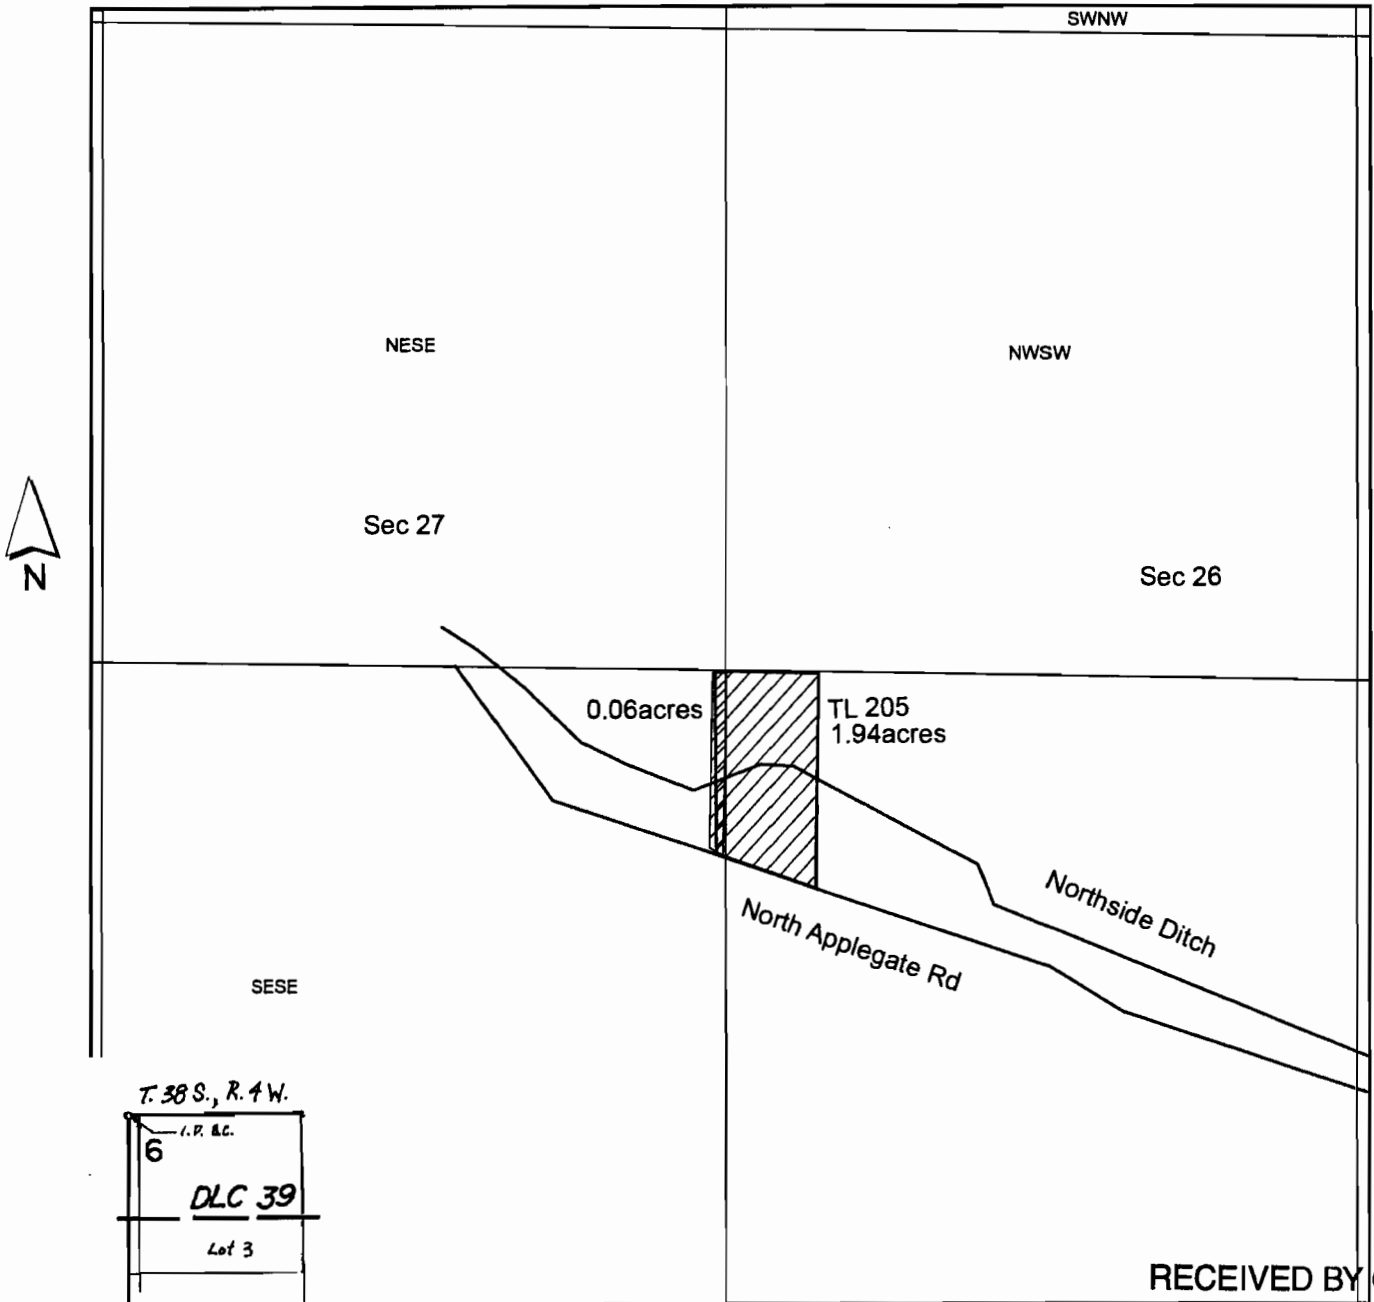 SWNW
NESE
NWSW
Sec 27
N
Sec 26
0.06acres
TL 205
1.94acres
Northside Ditch
North Applegate Rd
SESE
T. 38 S., R. 4 W.
6
DLC 39
Lot 3
RECEIVED BY